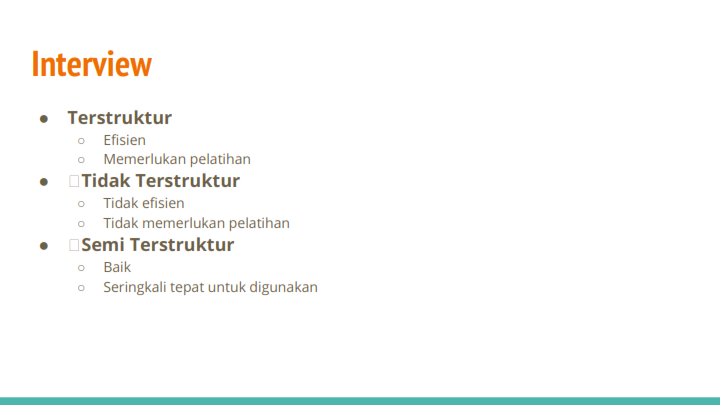 Interview
● Terstruktur
○ Efisien
○ Memerlukan pelatihan
● Tidak Terstruktur
○ Tidak efisien
○ Tidak memerlukan pelatihan
● Semi Terstruktur
○ Baik
○ Seringkali tepat untuk digunakan